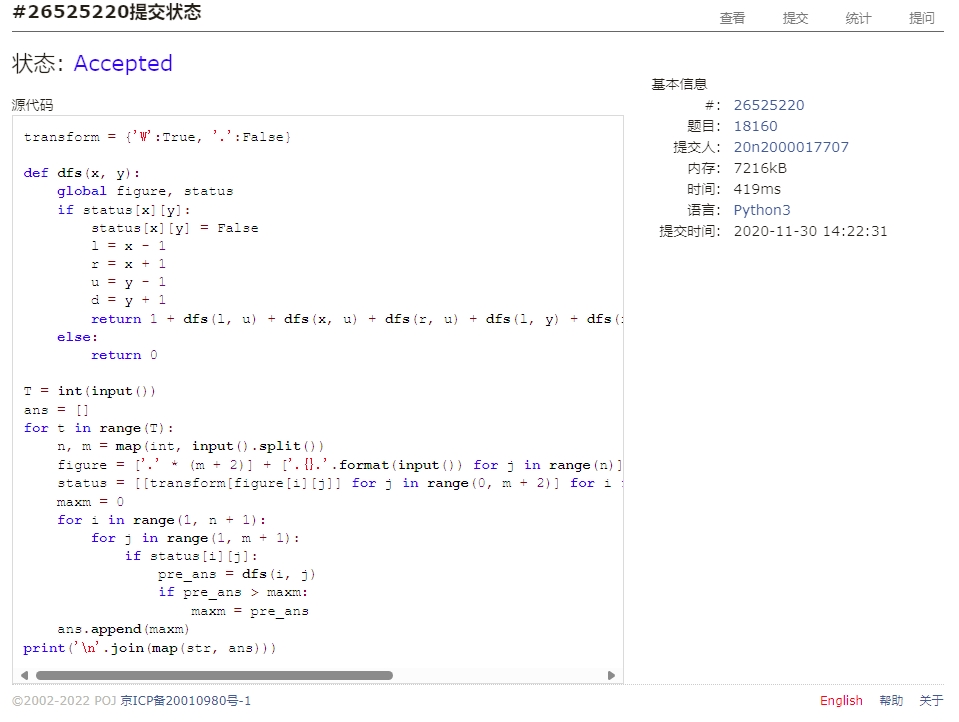 #26525220提交状态
查看 提交 统计 提问
状态: Accepted
源代码
transform = {'W':True, '.':False}

def dfs(x, y):
    global figure, status
    if status[x][y]:
        status[x][y] = False
        l = x - 1
        r = x + 1
        u = y - 1
        d = y + 1
        return 1 + dfs(l, u) + dfs(x, u) + dfs(r, u) + dfs(l, y) + dfs(
    else:
        return 0

T = int(input())
ans = []
for t in range(T):
    n, m = map(int, input().split())
    figure = ['.' * (m + 2)] + ['.{}.'.format(input()) for j in range(n)]
    status = [[transform[figure[i][j]] for j in range(0, m + 2)] for i
    maxm = 0
    for i in range(1, n + 1):
        for j in range(1, m + 1):
            if status[i][j]:
                pre_ans = dfs(i, j)
                if pre_ans > maxm:
                    maxm = pre_ans
    ans.append(maxm)
print('\n'.join(map(str, ans)))
基本信息
#: 26525220
题目: 18160
提交人: 20n2000017707
内存: 7216kB
时间: 419ms
语言: Python3
提交时间: 2020-11-30 14:22:31
©2002-2022 POJ 京ICP备20010980号-1
English 帮助 关于